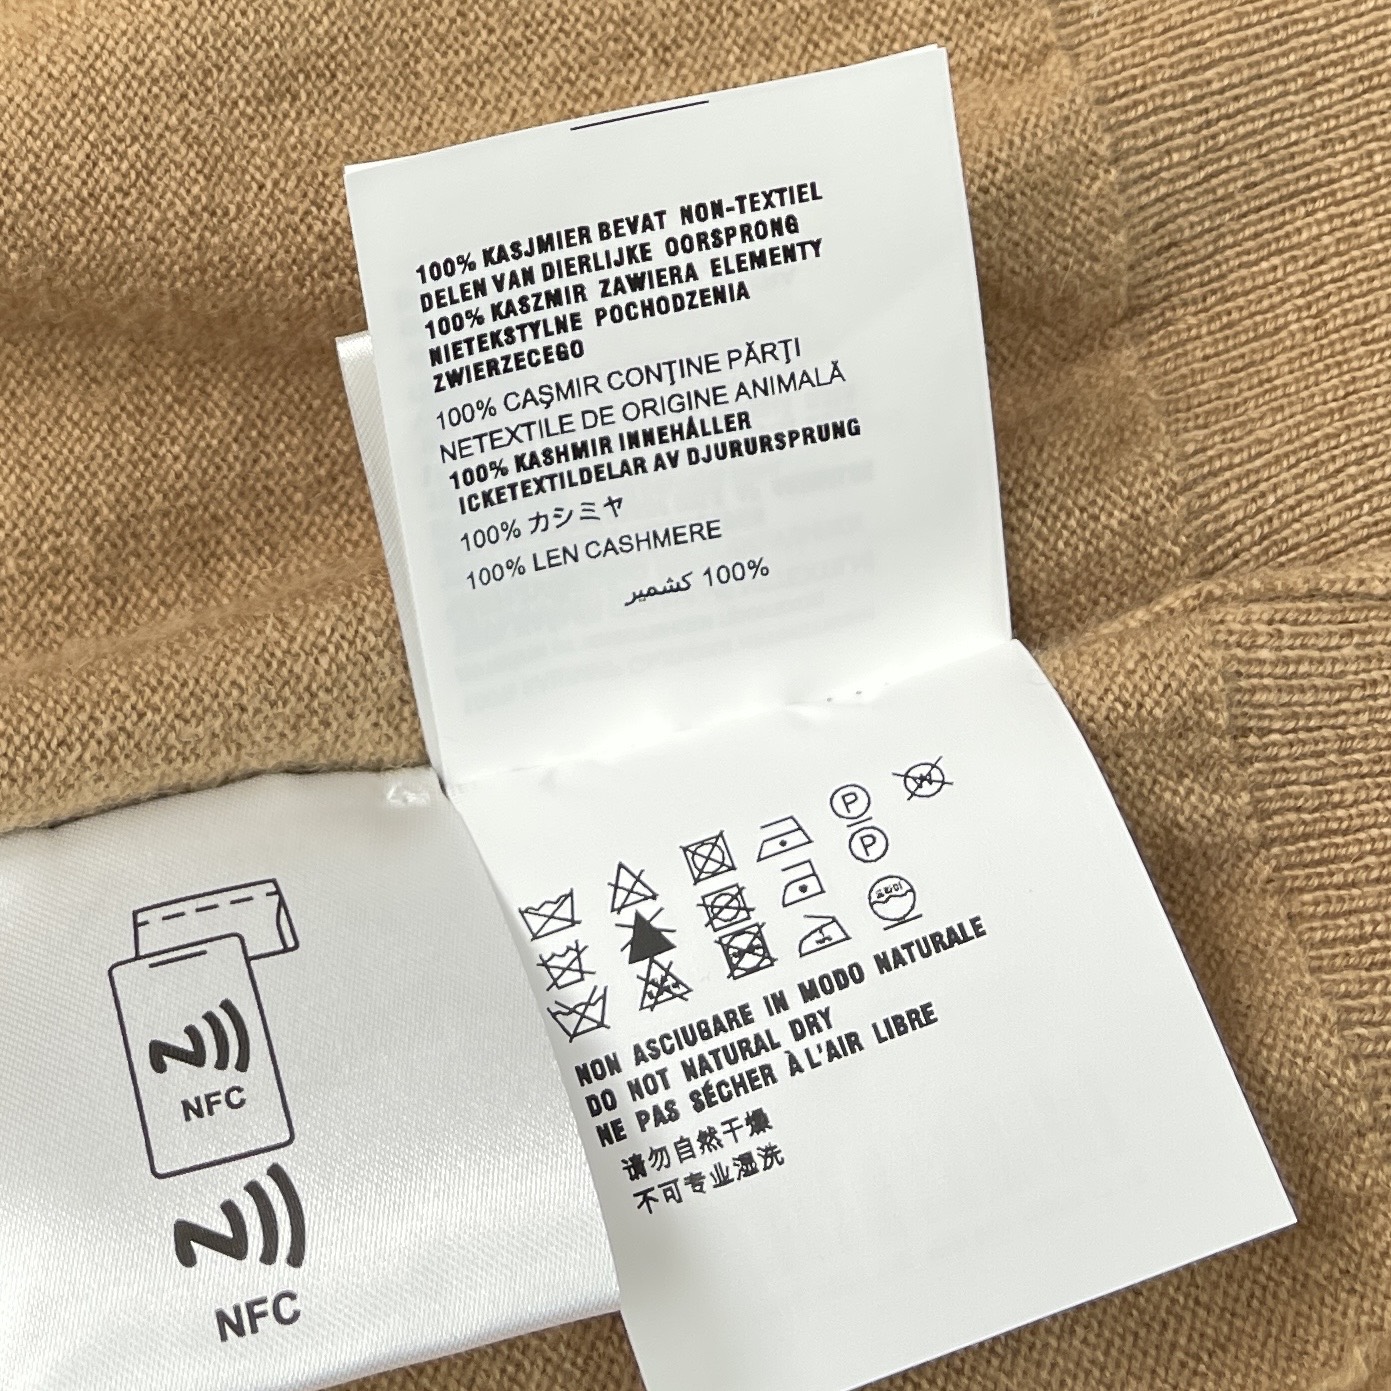 100% KASJMIER BEVAT NON-TEXTIEL
DELEN VAN DIERLIJKE OORSPRONG
100% KASZMIR ZAWIERA ELEMENTY
NIETEKSTYLNE POCHODZENIA
ZWIERZECEGO
100% CAŞMIR CONŢINE PĂRŢI
NETEXTILE DE ORIGINE ANIMALĂ
100% KASHMIR INNEHÅLLER
ICKETEXTILDELAR AV DJURURSPRUNG
100% カシミヤ
100% LEN CASHMERE
100% كشمير
P
P
W
NON ASCIUGARE IN MODO NATURALE
DO NOT NATURAL DRY
NE PAS SÉCHER À L'AIR LIBRE
请勿自然干燥
不可专业湿洗
NFC
NFC